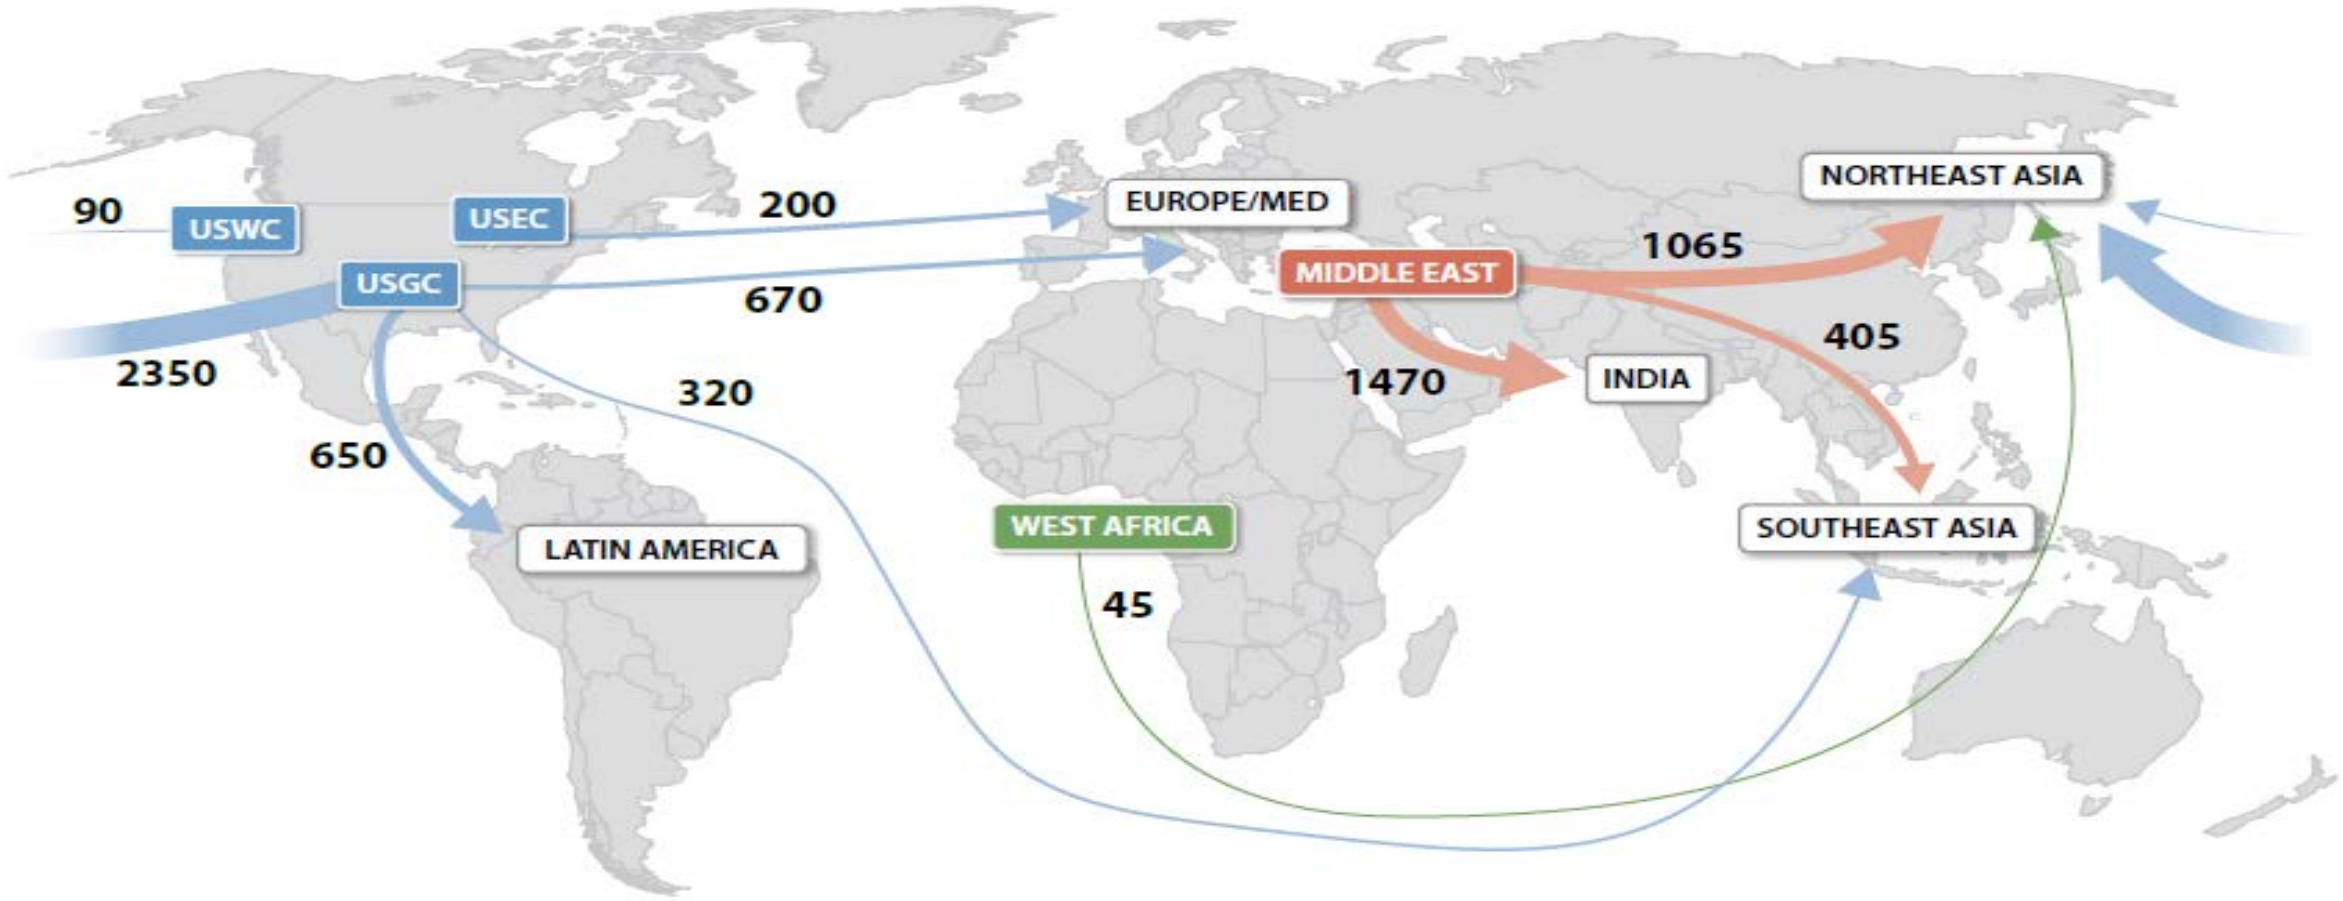 NORTHEAST ASIA
90
USWC
USEC
200
EUROPE/MED
1065
USGC
670
MIDDLE EAST
405
2350
320
1470
INDIA
650
WEST AFRICA
SOUTHEAST ASIA
LATIN AMERICA
45